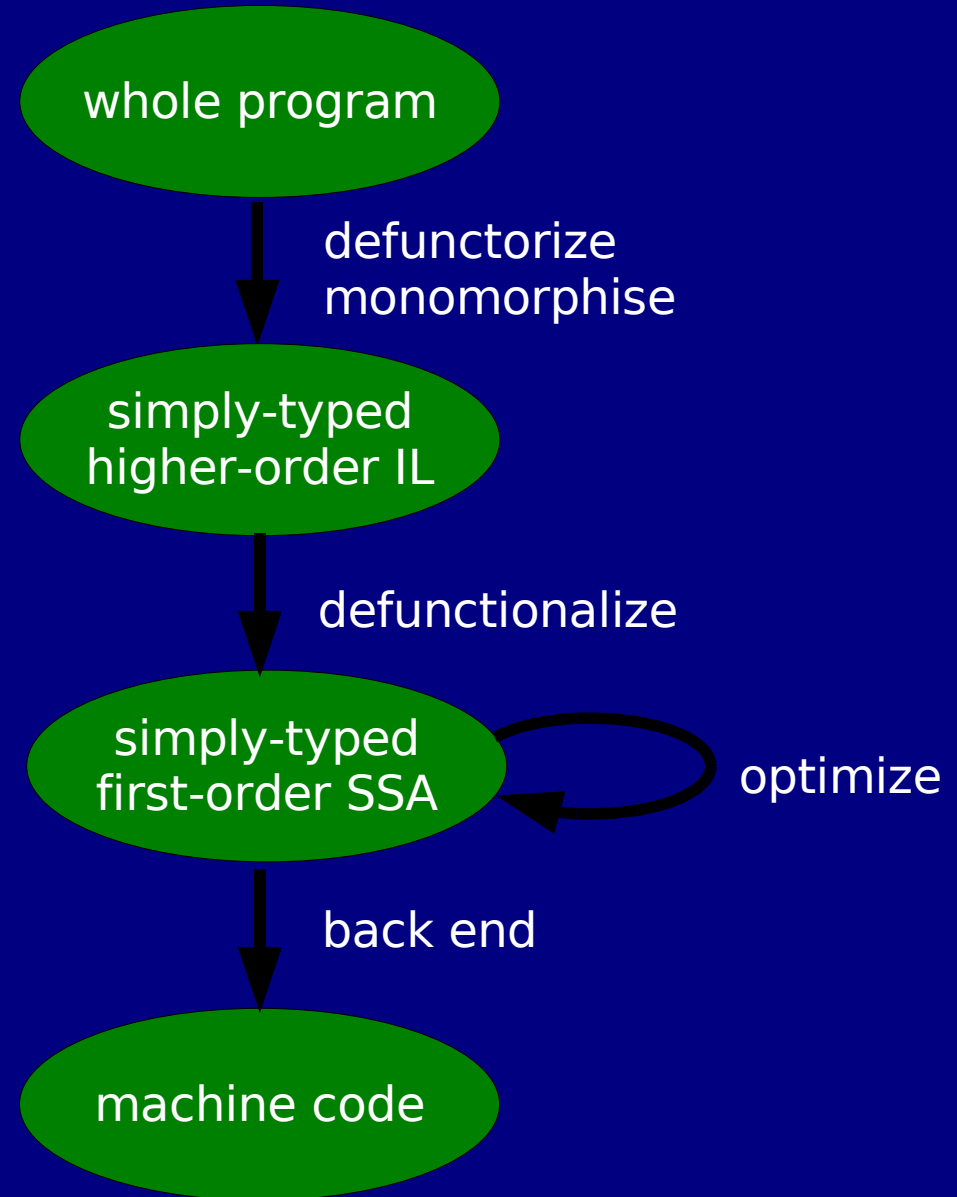 whole program
defunctorize
monomorphise
simply-typed
higher-order IL
defunctionalize
simply-typed
first-order SSA
optimize
back end
machine code